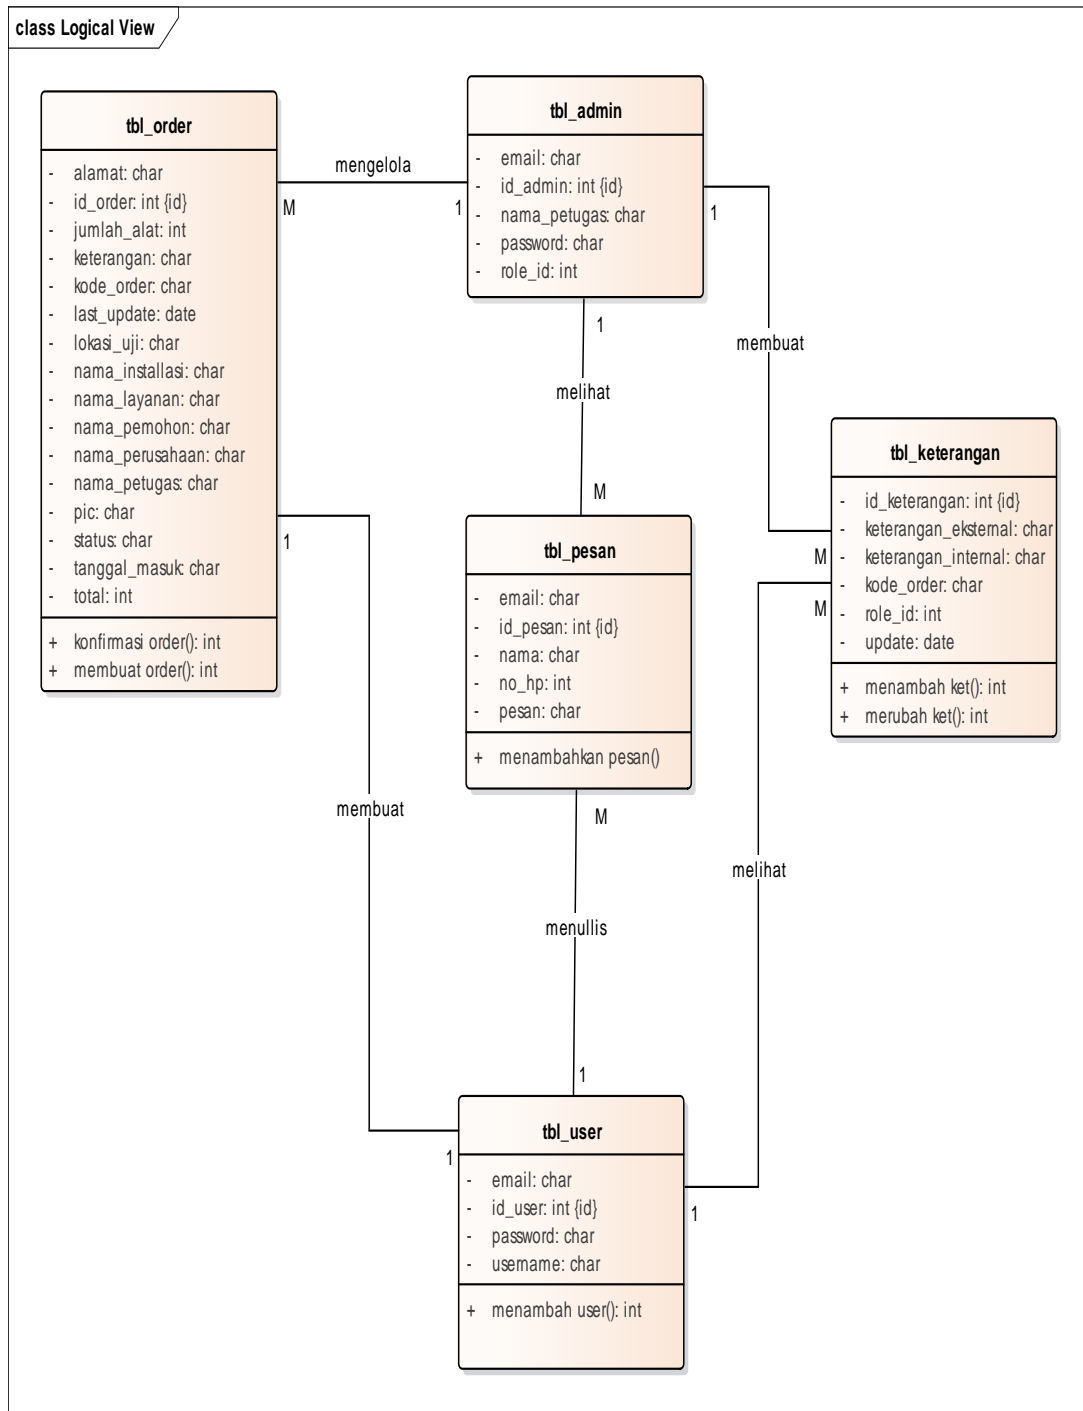 class Logical View
tbl_order
- alamat: char
- id_order: int {id}
- jumlah_alat: int
- keterangan: char
- kode_order: char
- last_update: date
- lokasi_uji: char
- nama_installasi: char
- nama_layanan: char
- nama_pemohon: char
- nama_perusahaan: char
- nama_petugas: char
- pic: char
- status: char
- tanggal_masuk: char
- total: int
+ konfirmasi order(): int
+ membuat order(): int
mengelola
M
1
tbl_admin
- email: char
- id_admin: int {id}
- nama_petugas: char
- password: char
- role_id: int
1
membuat
M
1
melihat
M
tbl_pesan
- email: char
- id_pesan: int {id}
- nama: char
- no_hp: int
- pesan: char
+ menambahkan pesan()
tbl_keterangan
- id_keterangan: int {id}
- keterangan_eksternal: char
- keterangan_internal: char
- kode_order: char
- role_id: int
- update: date
+ menambah ket(): int
+ merubah ket(): int
1
membuat
1
M
menullis
1
M
melihat
1
tbl_user
- email: char
- id_user: int {id}
- password: char
- username: char
+ menambah user(): int